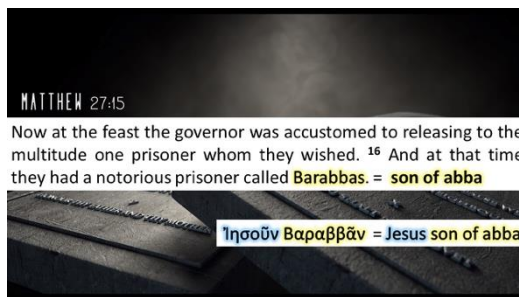 MATTHEW 27:15
Now at the feast the governor was accustomed to releasing to the
multitude one prisoner whom they wished. 16 And at that time
they had a notorious prisoner called Barabbas. = son of abba
Ἰησοῦν Βαραββᾶν = Jesus son of abba